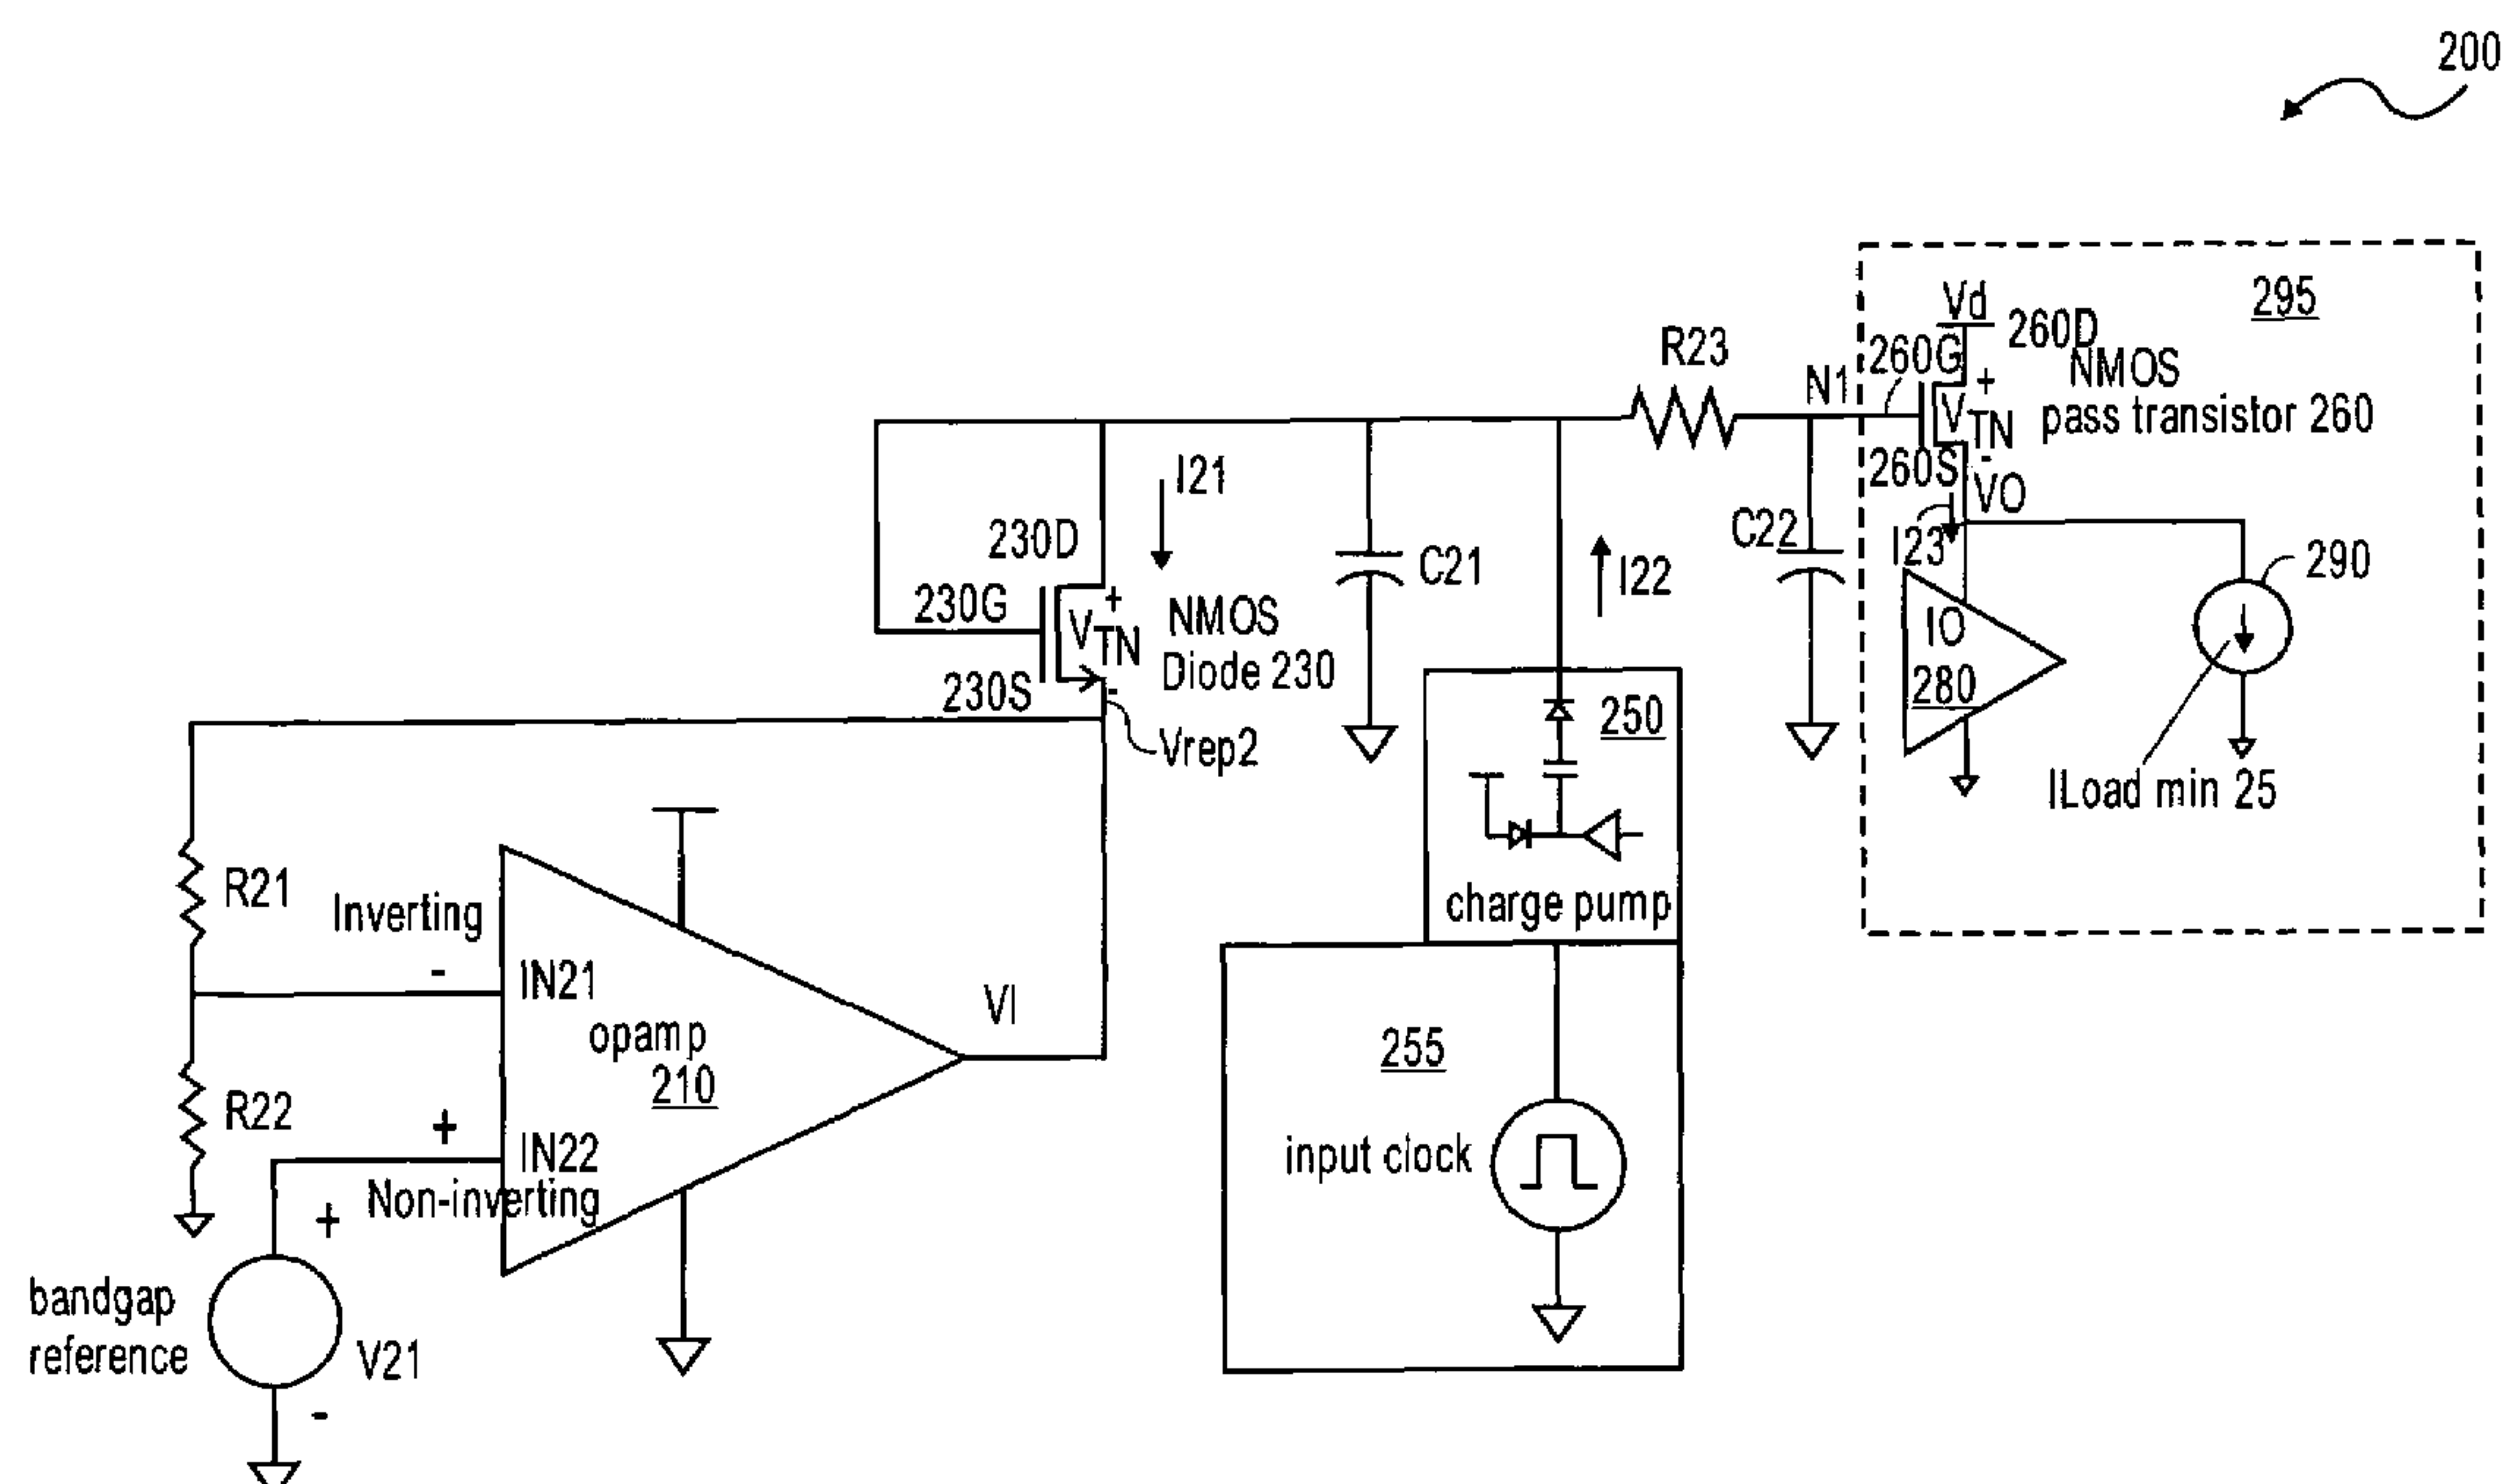 200
295
Vd
260D
260G
NMOS
pass transistor 260
+
VTN
-
260S
VO
I23
R23
N1
I21
230D
230G
+
VTN
-
NMOS
Diode 230
230S
Vrep2
C21
I22
C22
IO
280
290
ILoad min 25
250
charge pump
R21
Inverting
-
IN21
opamp
210
VI
R22
+
IN22
Non-inverting
+
bandgap
reference
V21
-
255
input clock